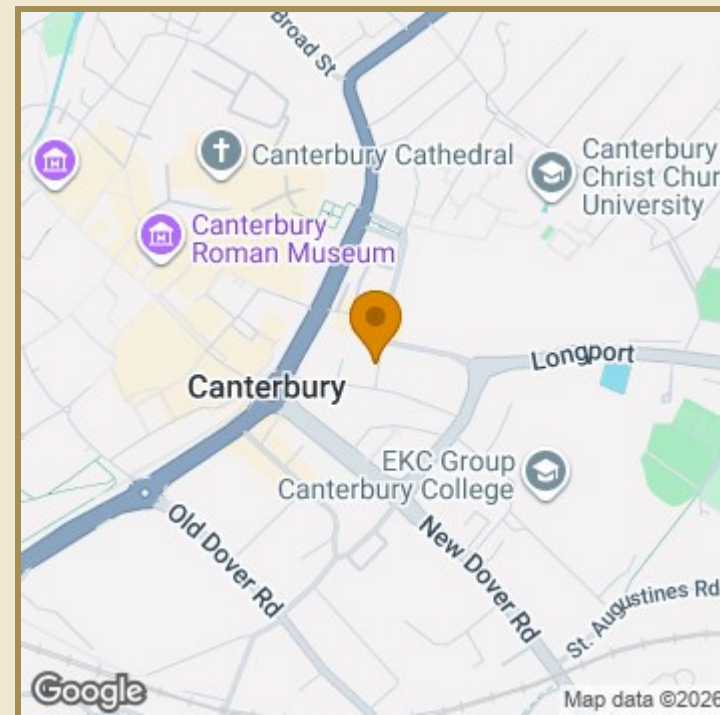 Broad St
Canterbury Cathedral
Canterbury
Christ Chur
University
Canterbury
Roman Museum
Longport
Canterbury
EKC Group
Canterbury College
Old Dover Rd
New Dover Rd
St. Augustines Rd
Google
Map data ©2026